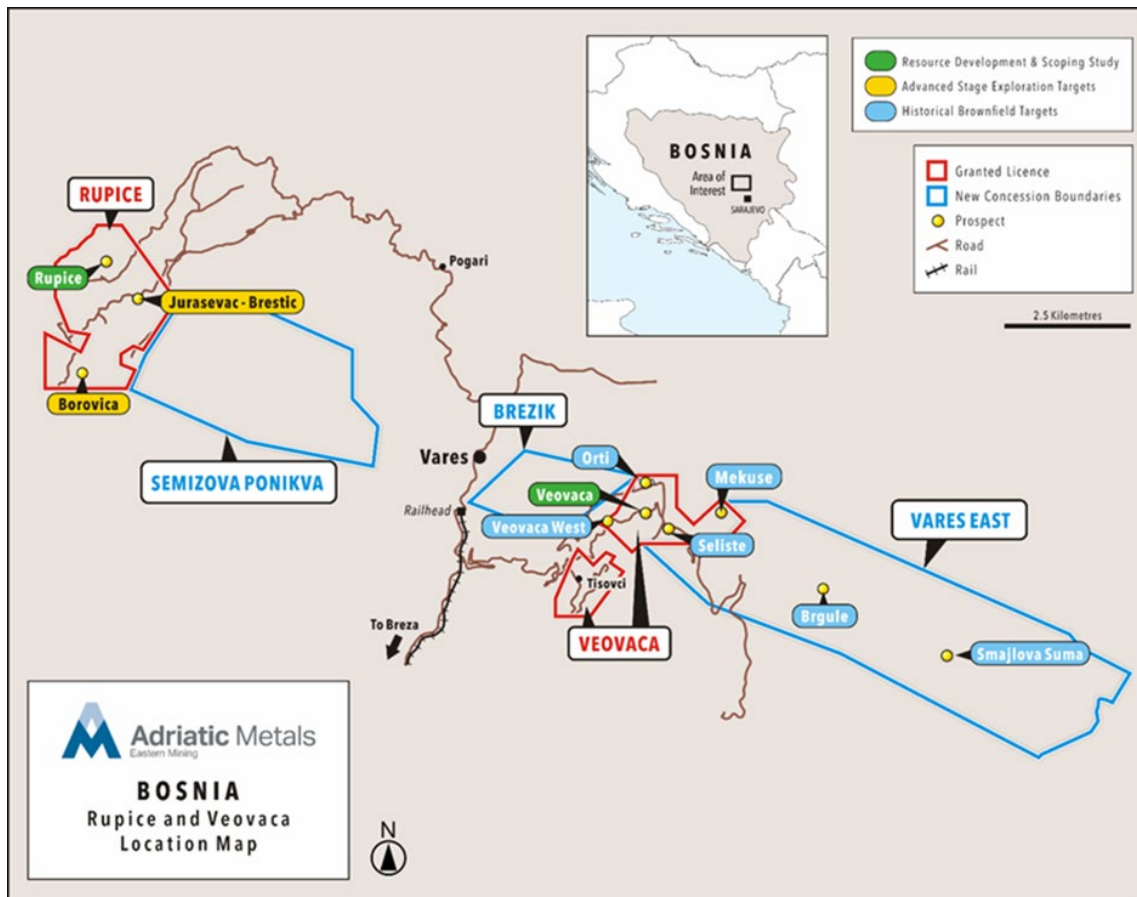 Resource Development & Scoping Study
Advanced Stage Exploration Targets
Historical Brownfield Targets
BOSNIA
Area of
Interest
SARAJEVO
Granted Licence
New Concession Boundaries
Prospect
Road
Rail
2.5 Kilometres
RUPICE
Rupice
Jurasevac - Brestic
Borovica
SEMIZOVA PONIKVA
Pogari
Vares
Railhead
BREZIK
Orti
Veovaca
Veovaca West
Mekuse
Seliste
VARES EAST
Tisovci
Brgule
VEOVACA
Smajlova Suma
To Breza
Adriatic Metals
Eastern Mining
BOSNIA
Rupice and Veovaca
Location Map
N